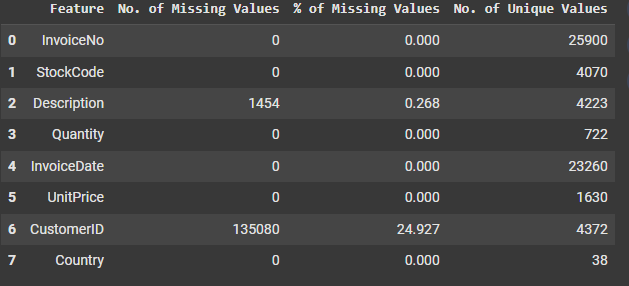 Feature No. of Missing Values % of Missing Values No. of Unique Values
0 InvoiceNo 0 0.000 25900
1 StockCode 0 0.000 4070
2 Description 1454 0.268 4223
3 Quantity 0 0.000 722
4 InvoiceDate 0 0.000 23260
5 UnitPrice 0 0.000 1630
6 CustomerID 135080 24.927 4372
7 Country 0 0.000 38